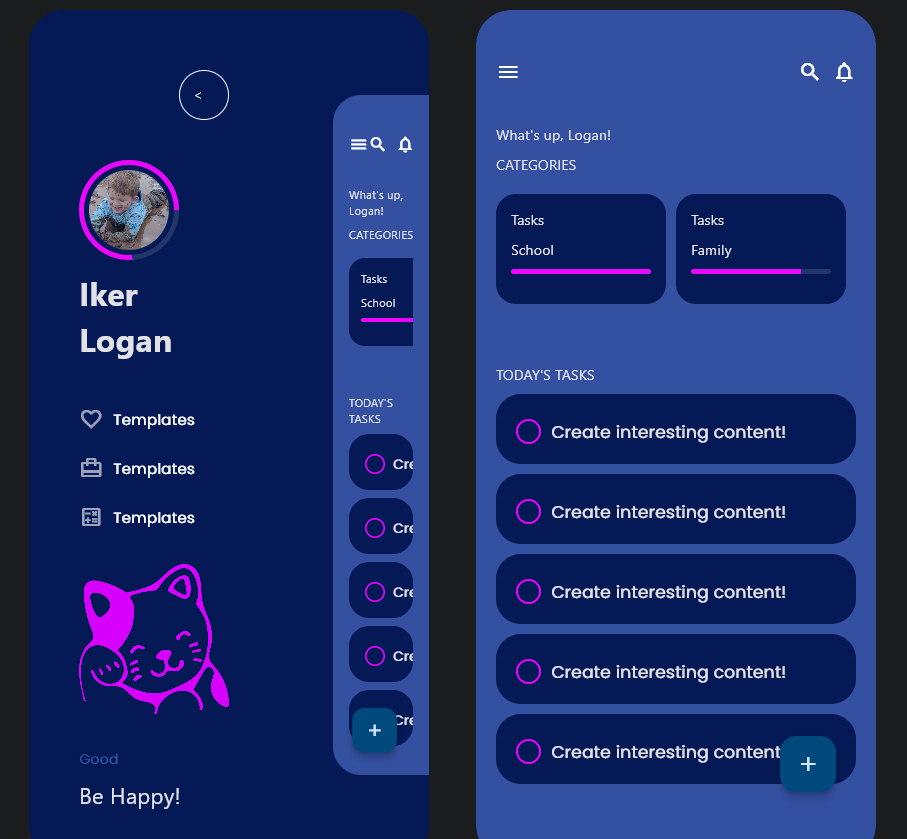 <
Iker
Logan
Templates
Templates
Templates
Good
Be Happy!
What's up,
Logan!
CATEGORIES
Tasks
School
TODAY'S
TASKS
Cre
Cre
Cre
Cre
Cre
+
What's up, Logan!
CATEGORIES
Tasks
School
Tasks
Family
TODAY'S TASKS
Create interesting content!
Create interesting content!
Create interesting content!
Create interesting content!
Create interesting content
+